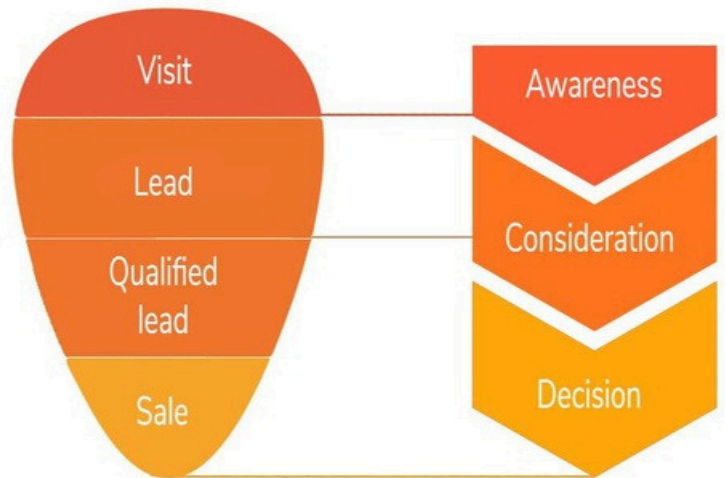 Visit
Lead
Qualified
lead
Sale
Awareness
Consideration
Decision